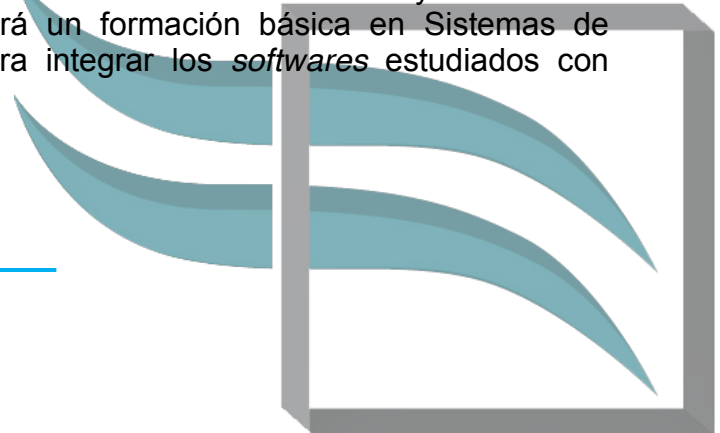 y
rá un formación básica en Sistemas de
ra integrar los softwares estudiados con